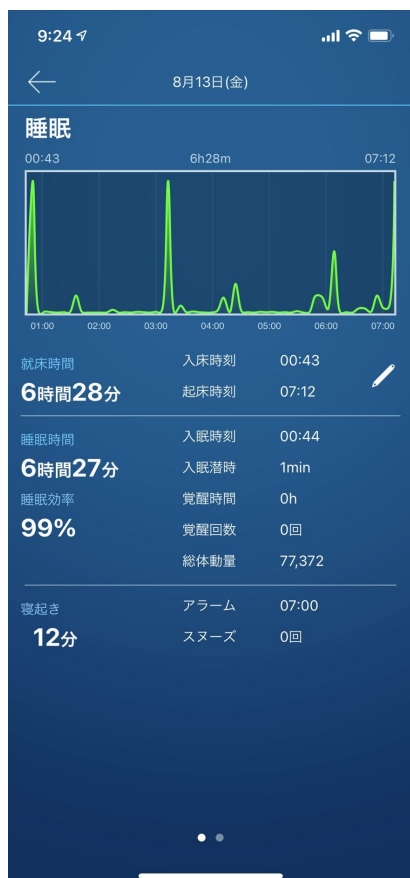 9:24
8月13日(金)
睡眠
00:43 6h28m 07:12
01:00 02:00 03:00 04:00 05:00 06:00 07:00
就床時間
6時間28分
入床時刻 00:43
起床時刻 07:12
睡眠時間
6時間27分
睡眠効率
99%
入眠時刻 00:44
入眠潜時 1min
覚醒時間 0h
覚醒回数 0回
総体動量 77,372
寝起き
12分
アラーム 07:00
スヌーズ 0回